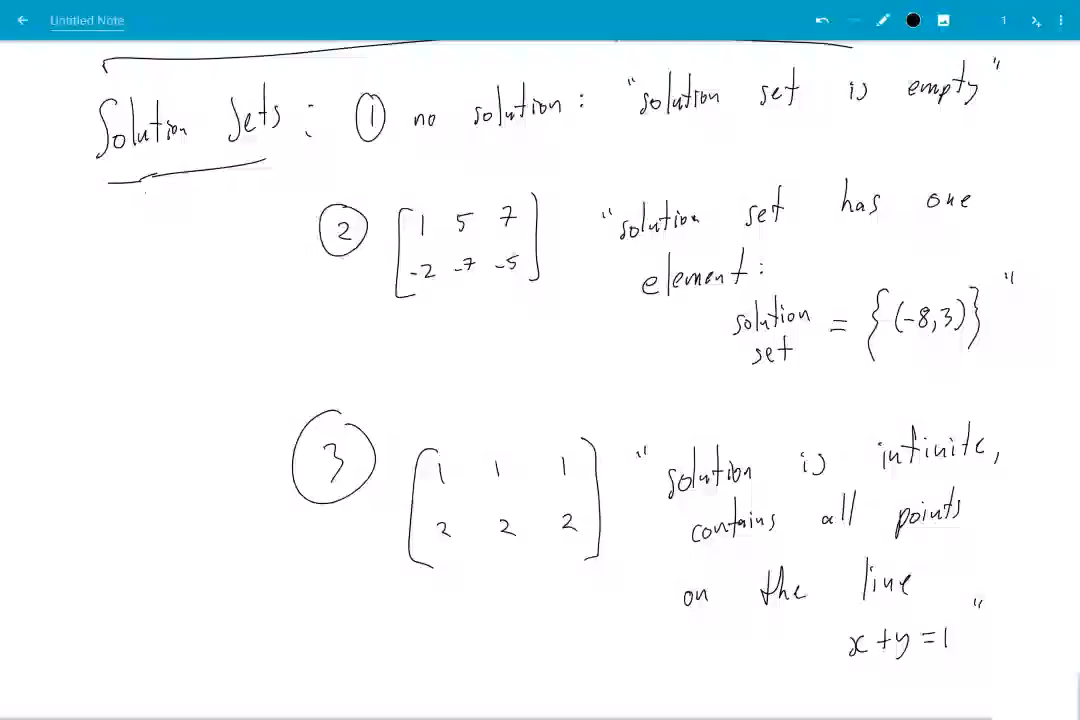 Untitled Note
1
Solution Sets: ① no solution: "solution set is empty"
② [1 5 7
-2 -7 -5] "solution set has one
element:
solution set = {(-8,3)}"
③ [1 1 1
2 2 2] "solution is infinite,
contains all points
on the line
x+y=1"